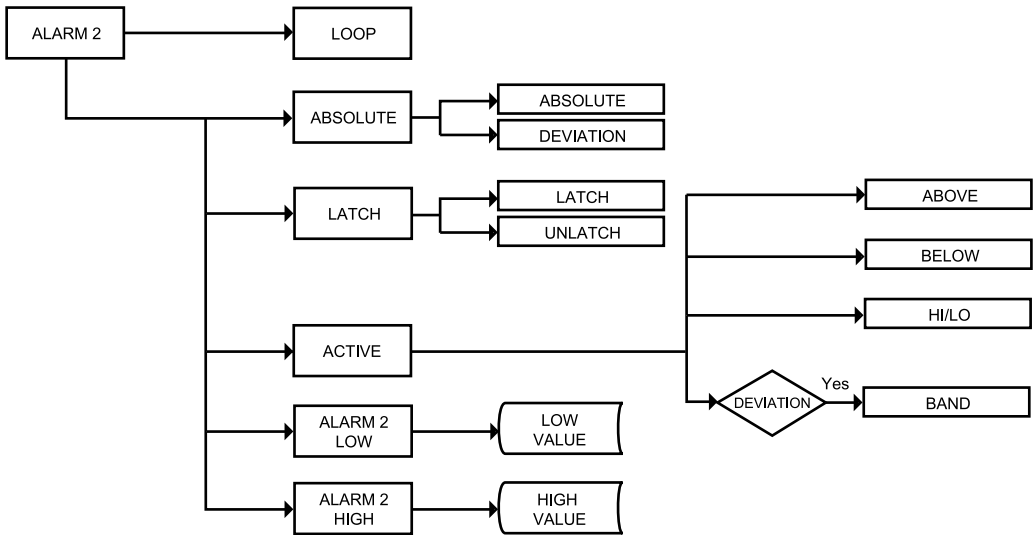 ALARM 2
LOOP
ABSOLUTE
ABSOLUTE
DEVIATION
LATCH
LATCH
UNLATCH
ABOVE
BELOW
HI/LO
ACTIVE
DEVIATION
Yes
BAND
ALARM 2
LOW
LOW
VALUE
ALARM 2
HIGH
HIGH
VALUE